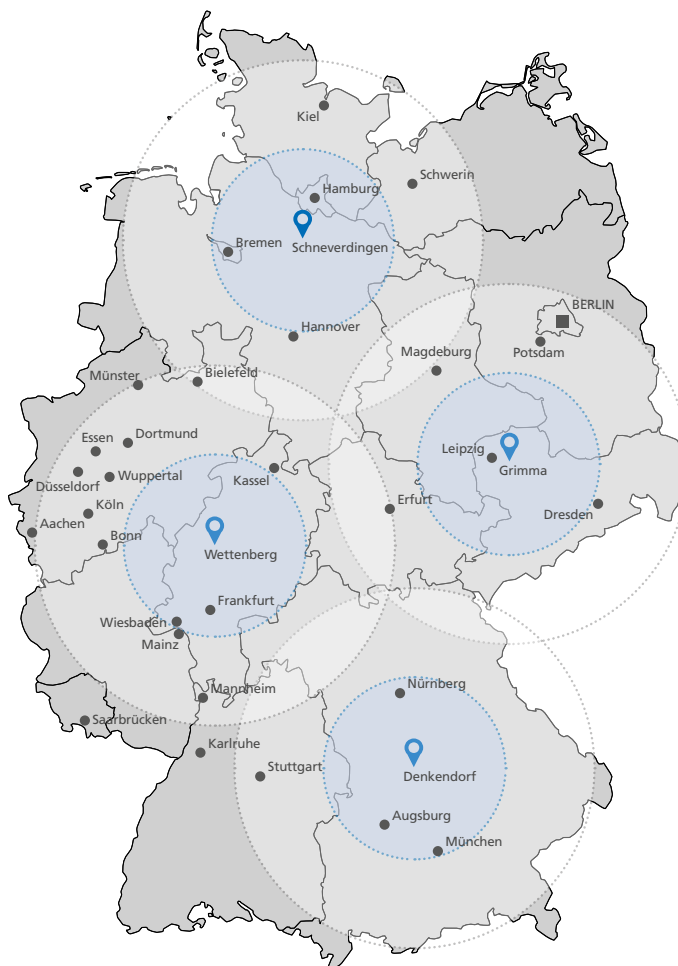 Kiel
Schwerin
Hamburg
Bremen
Schneverdingen
BERLIN
Hannover
Potsdam
Magdeburg
Bielefeld
Münster
Dortmund
Essen
Leipzig
Grimma
Kassel
Wuppertal
Düsseldorf
Erfurt
Köln
Dresden
Aachen
Bonn
Wettenberg
Frankfurt
Wiesbaden
Mainz
Nürnberg
Mannheim
Saarbrücken
Karlruhe
Stuttgart
Denkendorf
Augsburg
München